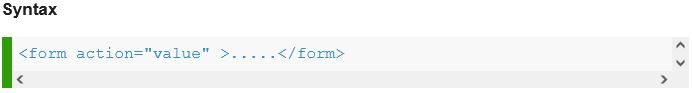 Syntax
<form action="value" >.....</form>